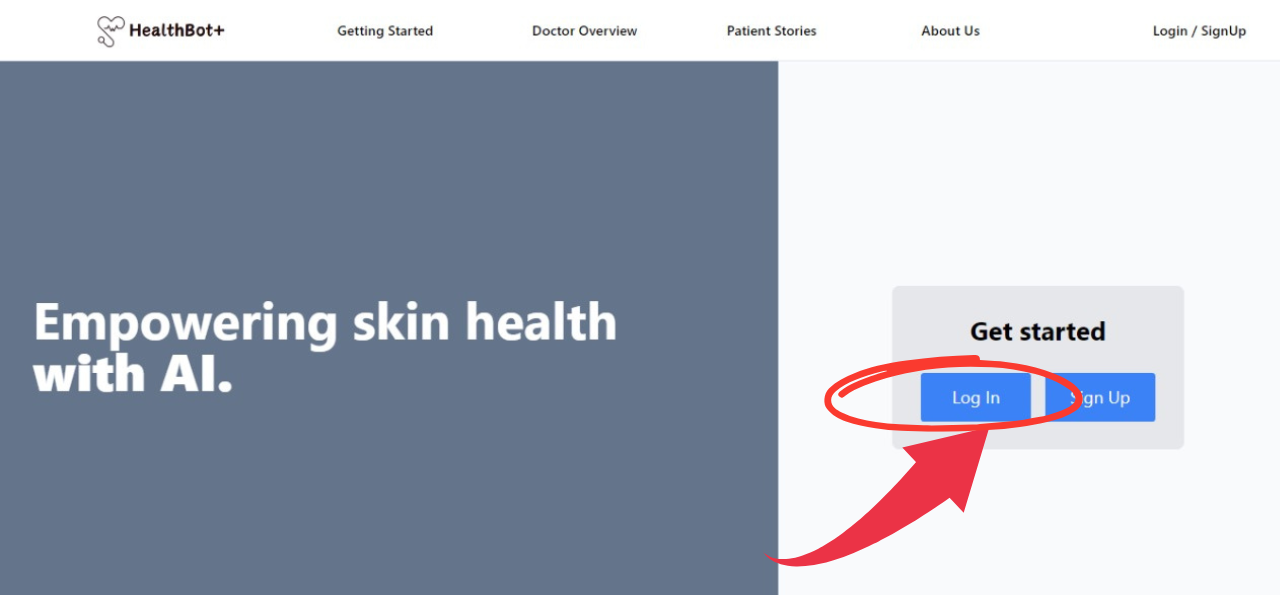 HealthBot+
Getting Started
Doctor Overview
Patient Stories
About Us
Login / SignUp
Empowering skin health
with AI.
Get started
Log In
Sign Up